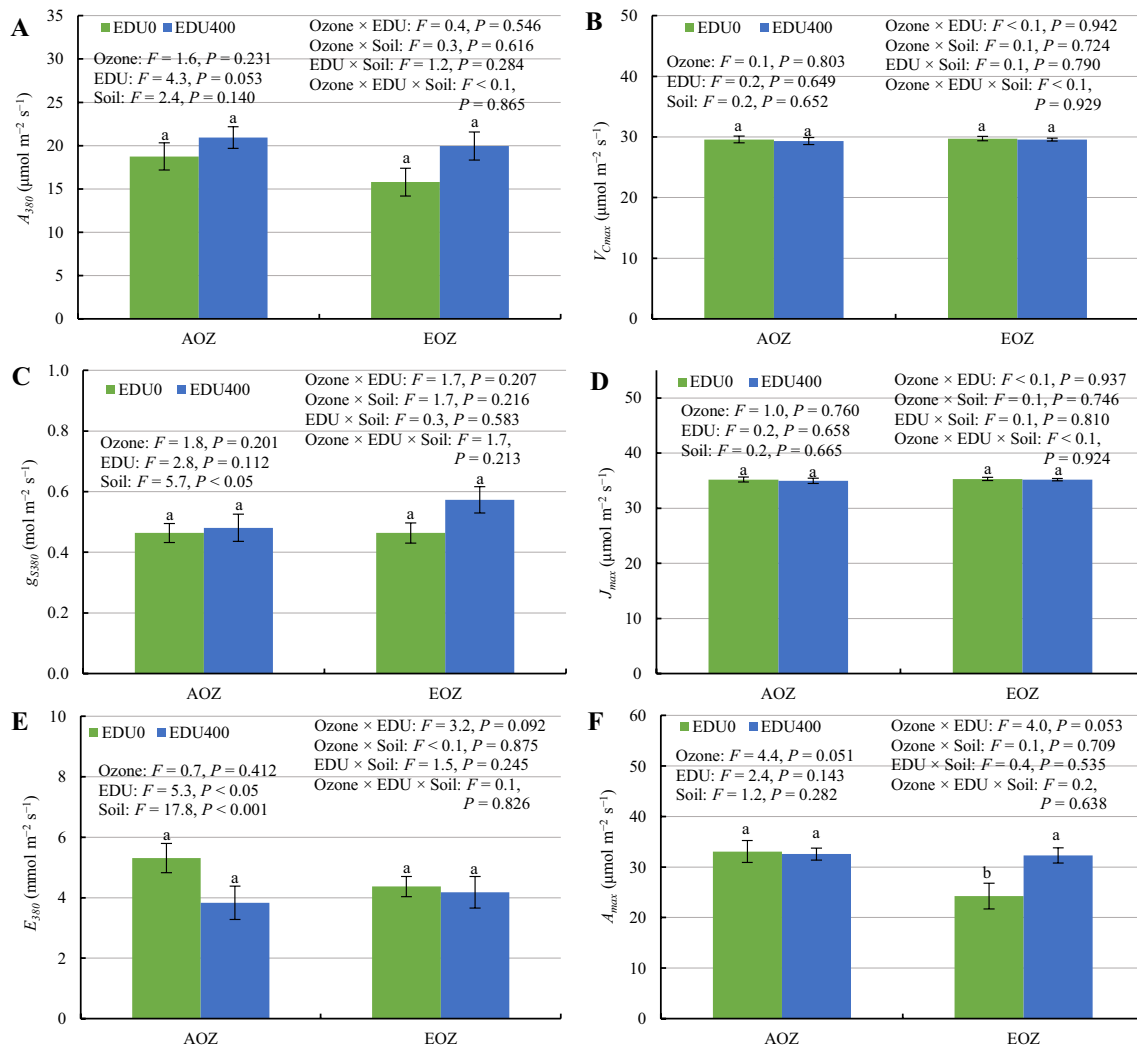 A
A380 (μmol m−2 s−1)
35
30
25
20
15
10
5
0
EDU0 EDU400
Ozone: F = 1.6, P = 0.231
EDU: F = 4.3, P = 0.053
Soil: F = 2.4, P = 0.140
Ozone × EDU: F = 0.4, P = 0.546
Ozone × Soil: F = 0.3, P = 0.616
EDU × Soil: F = 1.2, P = 0.284
Ozone × EDU × Soil: F < 0.1,
P = 0.865
a a a a
AOZ EOZ
B
VCmax (μmol m−2 s−1)
50
40
30
20
10
0
EDU0 EDU400
Ozone: F = 0.1, P = 0.803
EDU: F = 0.2, P = 0.649
Soil: F = 0.2, P = 0.652
Ozone × EDU: F < 0.1, P = 0.942
Ozone × Soil: F = 0.1, P = 0.724
EDU × Soil: F = 0.1, P = 0.790
Ozone × EDU × Soil: F < 0.1,
P = 0.929
a a a a
AOZ EOZ
C
gS380 (mol m−2 s−1)
1.0
0.8
0.6
0.4
0.2
0.0
EDU0 EDU400
Ozone: F = 1.8, P = 0.201
EDU: F = 2.8, P = 0.112
Soil: F = 5.7, P < 0.05
Ozone × EDU: F = 1.7, P = 0.207
Ozone × Soil: F = 1.7, P = 0.216
EDU × Soil: F = 0.3, P = 0.583
Ozone × EDU × Soil: F = 1.7,
P = 0.213
a a a a
AOZ EOZ
D
Jmax (μmol m−2 s−1)
50
40
30
20
10
0
EDU0 EDU400
Ozone: F = 1.0, P = 0.760
EDU: F = 0.2, P = 0.658
Soil: F = 0.2, P = 0.665
Ozone × EDU: F < 0.1, P = 0.937
Ozone × Soil: F = 0.1, P = 0.746
EDU × Soil: F = 0.1, P = 0.810
Ozone × EDU × Soil: F < 0.1,
P = 0.924
a a a a
AOZ EOZ
E
E380 (mmol m−2 s−1)
10
8
6
4
2
0
EDU0 EDU400
Ozone: F = 0.7, P = 0.412
EDU: F = 5.3, P < 0.05
Soil: F = 17.8, P < 0.001
Ozone × EDU: F = 3.2, P = 0.092
Ozone × Soil: F < 0.1, P = 0.875
EDU × Soil: F = 1.5, P = 0.245
Ozone × EDU × Soil: F = 0.1,
P = 0.826
a a a a
AOZ EOZ
F
Amax (μmol m−2 s−1)
60
50
40
30
20
10
0
EDU0 EDU400
Ozone: F = 4.4, P = 0.051
EDU: F = 2.4, P = 0.143
Soil: F = 1.2, P = 0.282
Ozone × EDU: F = 4.0, P = 0.053
Ozone × Soil: F = 0.1, P = 0.709
EDU × Soil: F = 0.4, P = 0.535
Ozone × EDU × Soil: F = 0.2,
P = 0.638
a a b a
AOZ EOZ